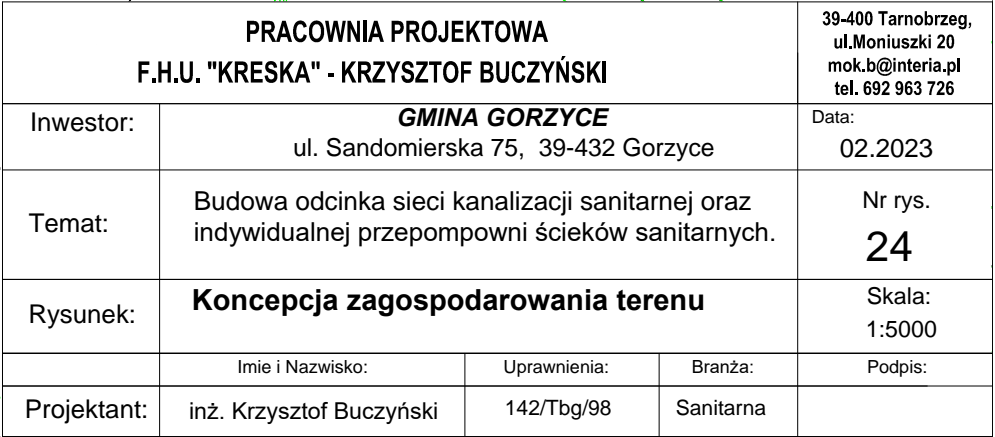 PRACOWNIA PROJEKTOWA
F.H.U. "KRESKA" - KRZYSZTOF BUCZYŃSKI
39-400 Tarnobrzeg,
ul.Moniuszki 20
mok.b@interia.pl
tel. 692 963 726
Inwestor:
GMINA GORZYCE
ul. Sandomierska 75, 39-432 Gorzyce
Data:
02.2023
Temat:
Budowa odcinka sieci kanalizacji sanitarnej oraz
indywidualnej przepompowni ścieków sanitarnych.
Nr rys.
24
Rysunek:
Koncepcja zagospodarowania terenu
Skala:
1:5000
Imie i Nazwisko: Uprawnienia: Branża: Podpis:
Projektant: inż. Krzysztof Buczyński 142/Tbg/98 Sanitarna